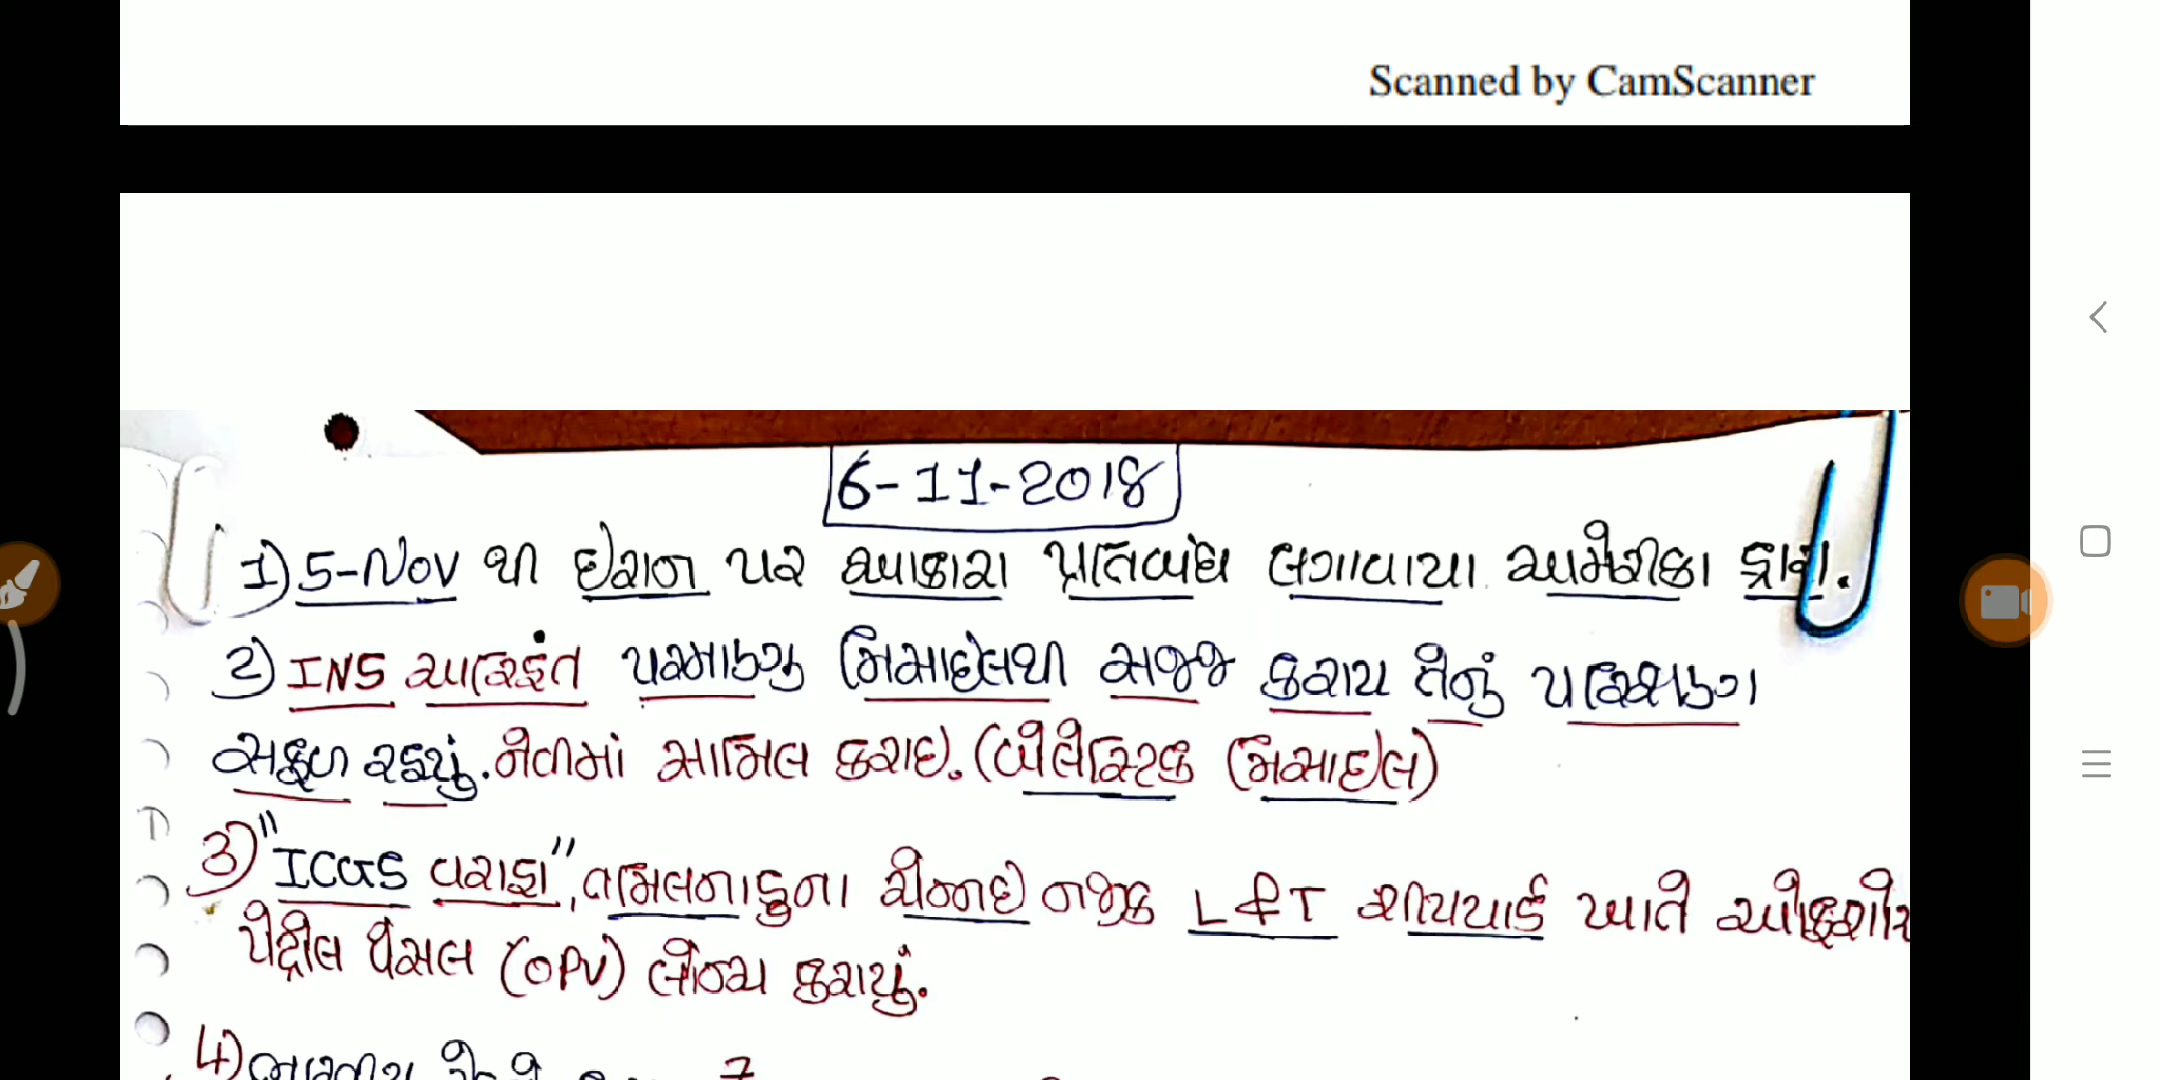 Scanned by CamScanner
6-11-2018
1) 5-Nov થી ઈરાન પર આકરા પ્રતિબંધ લગાવાયા અમેરીકા દ્વારા.
2) INS અરિહંત પરમાણુ મિસાઈલથી સજ્જ કરાય તેનું પરિક્ષણ
સફળ રહ્યું. નેવીમાં સામિલ કરાઇ. (બેલેસ્ટિક મિસાઈલ)
3) "ICGS વરાહ", તામિલનાડુના ચેન્નાઇ નજીક L&T શીપયાર્ડ ખાતે ઓફશોર
પેટ્રોલ વેસલ (OPV) લોન્ચ કરાયું.
4)